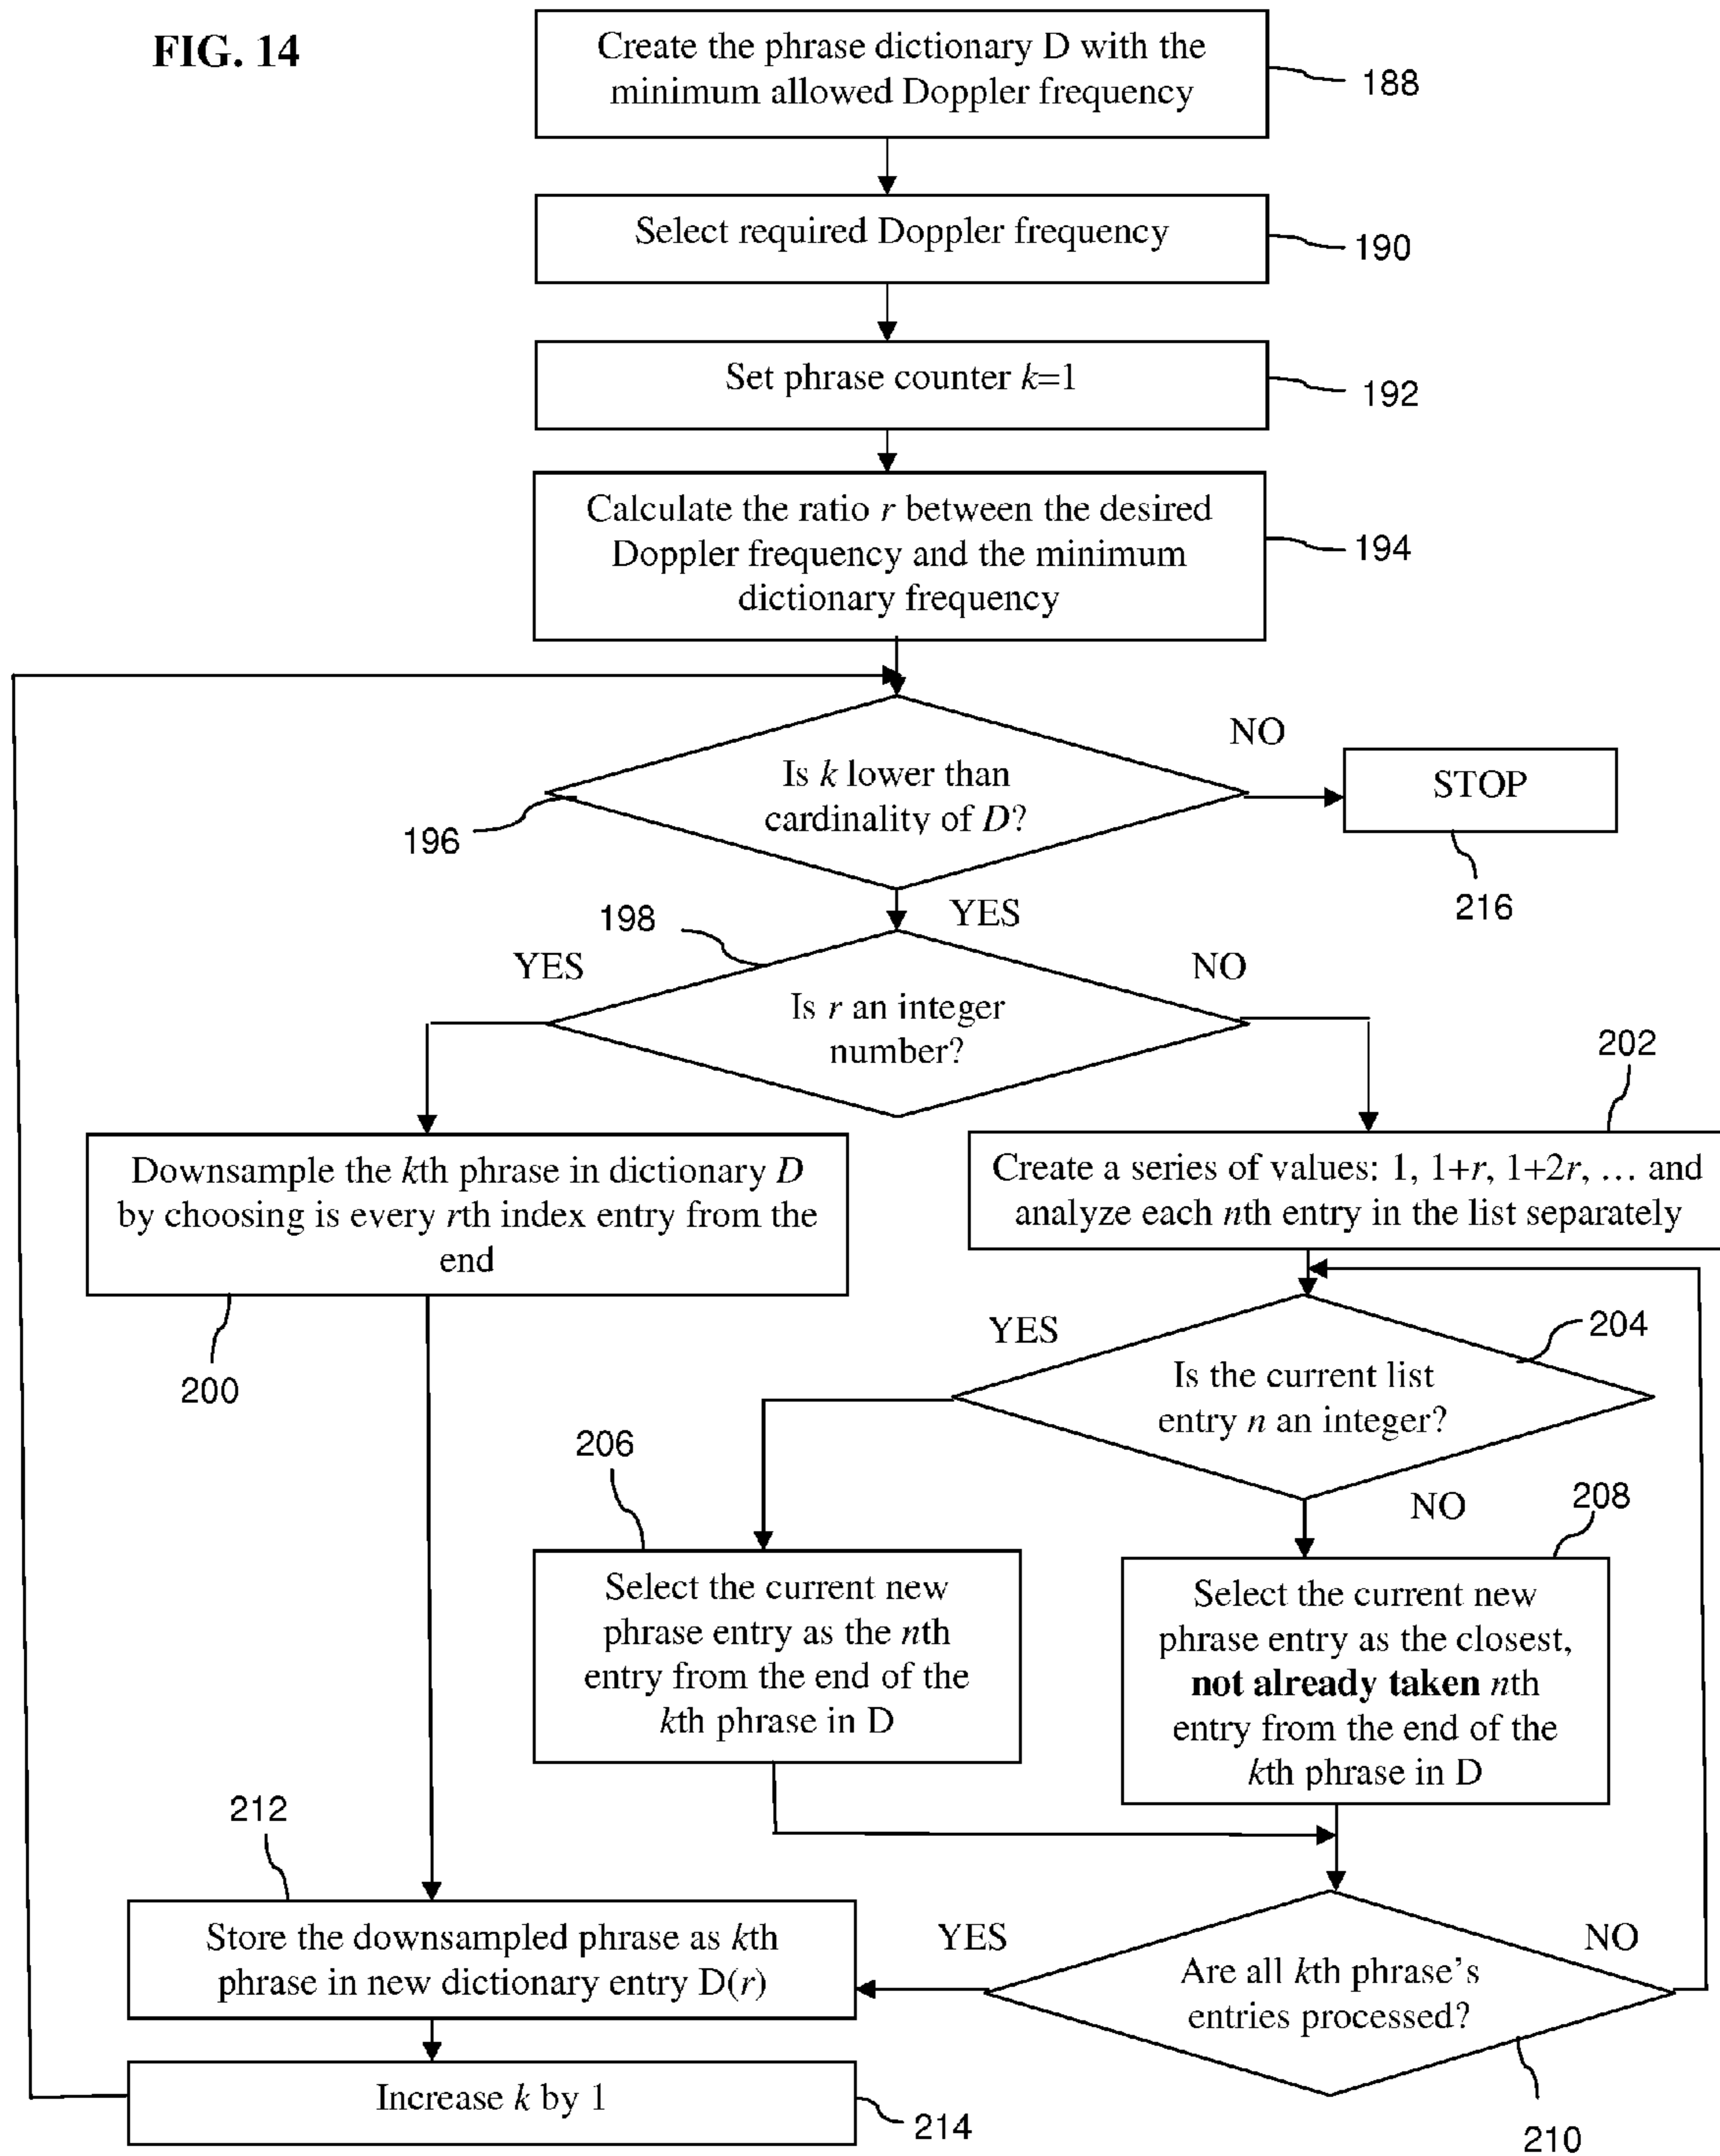 FIG. 14
Create the phrase dictionary D with the
minimum allowed Doppler frequency
188
Select required Doppler frequency
190
Set phrase counter k=1
192
Calculate the ratio r between the desired
Doppler frequency and the minimum
dictionary frequency
194
Is k lower than
cardinality of D?
196
NO
STOP
216
YES
198
YES
NO
Is r an integer
number?
202
Downsample the kth phrase in dictionary D
by choosing is every rth index entry from the
end
200
Create a series of values: 1, 1+r, 1+2r, … and
analyze each nth entry in the list separately
YES
204
Is the current list
entry n an integer?
206
NO
208
Select the current new
phrase entry as the nth
entry from the end of the
kth phrase in D
Select the current new
phrase entry as the closest,
not already taken nth
entry from the end of the
kth phrase in D
212
Store the downsampled phrase as kth
phrase in new dictionary entry D(r)
YES
NO
Are all kth phrase’s
entries processed?
210
Increase k by 1
214